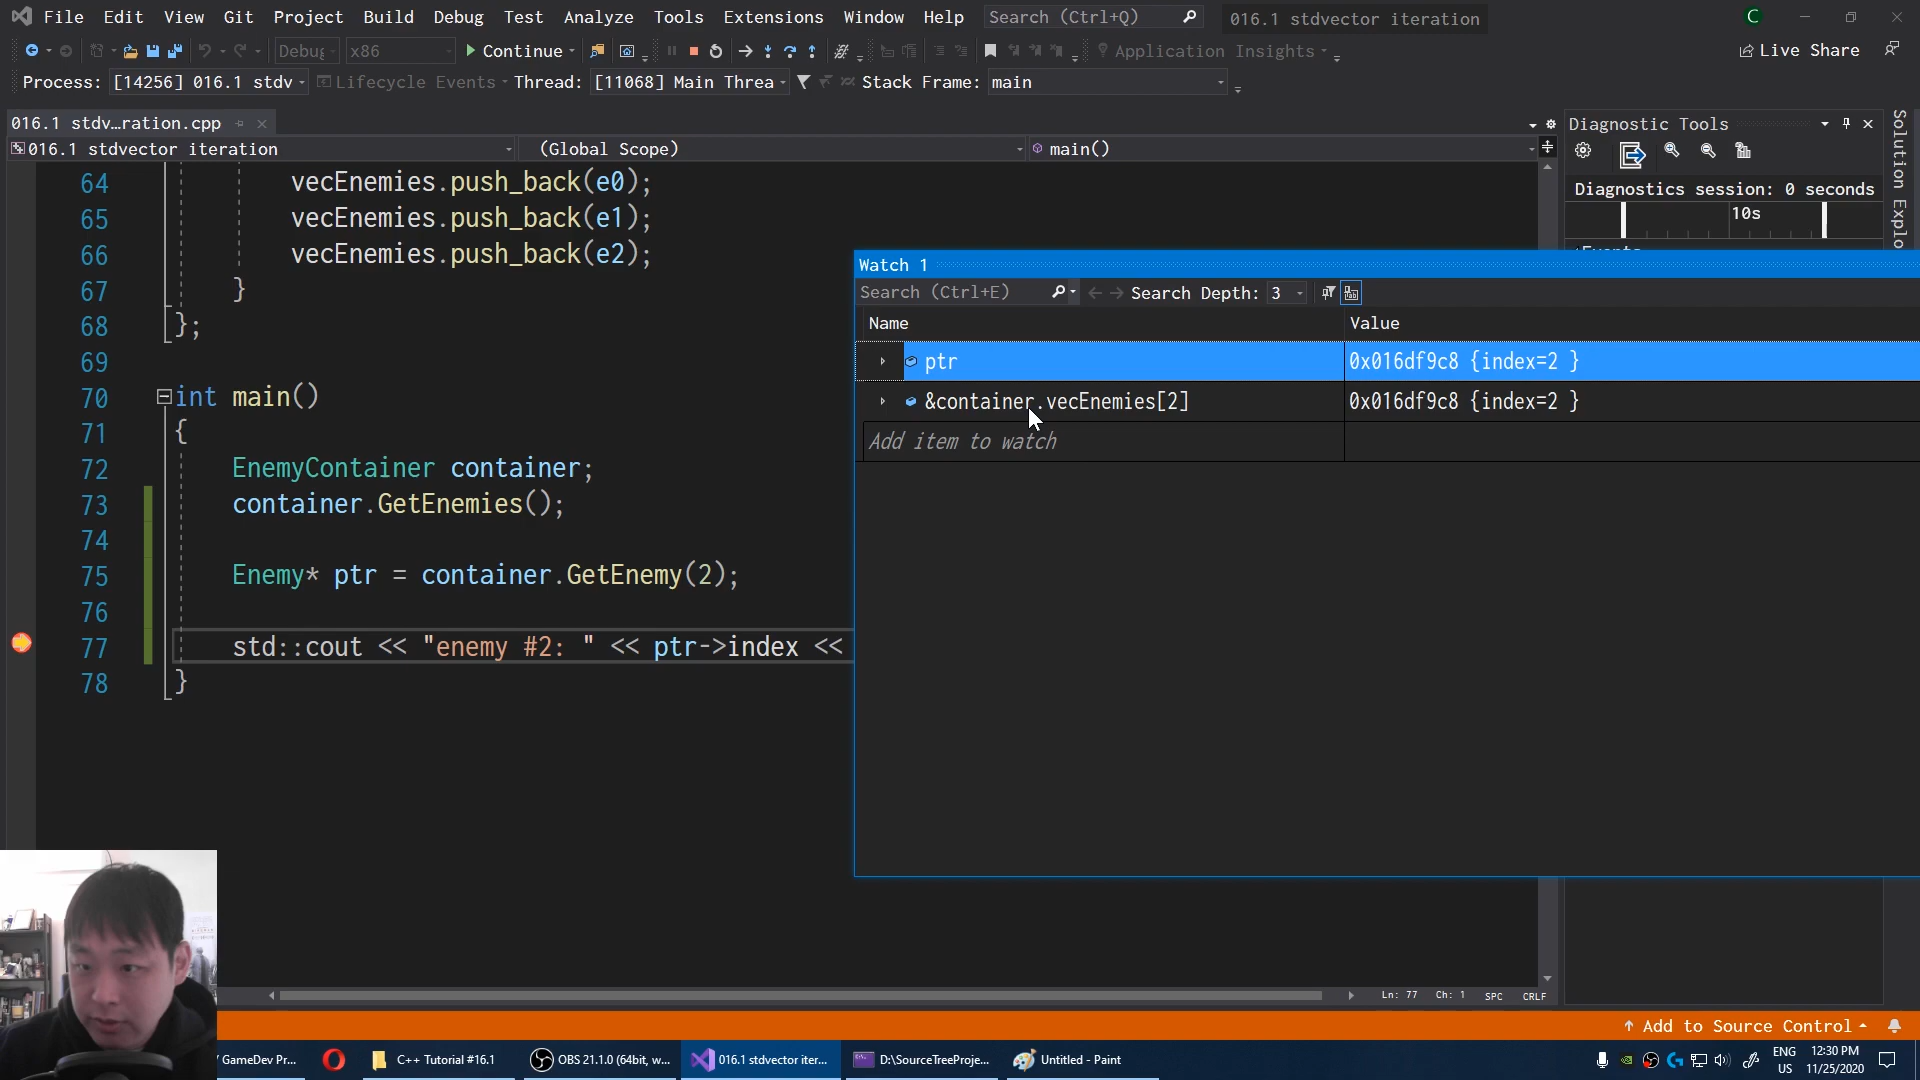 File Edit View Git Project Build Debug Test Analyze Tools Extensions Window Help Search (Ctrl+Q) 016.1 stdvector iteration C
Debug x86 Continue Application Insights Live Share
Process: [14256] 016.1 stdv Lifecycle Events Thread: [11068] Main Threa Stack Frame: main
016.1 stdv…ration.cpp
016.1 stdvector iteration (Global Scope) main()
64 vecEnemies.push_back(e0);
65 vecEnemies.push_back(e1);
66 vecEnemies.push_back(e2);
67 }
68 };
69
70 int main()
71 {
72 EnemyContainer container;
73 container.GetEnemies();
74
75 Enemy* ptr = container.GetEnemy(2);
76
77 std::cout << "enemy #2: " << ptr->index <<
78 }
Diagnostic Tools
Diagnostics session: 0 seconds
10s
Events
Solution Explo
Watch 1
Search (Ctrl+E) Search Depth: 3
Name Value
ptr 0x016df9c8 {index=2 }
&container.vecEnemies[2] 0x016df9c8 {index=2 }
Add item to watch
Ln: 77 Ch: 1 SPC CRLF
Add to Source Control
GameDev Pr... C++ Tutorial #16.1 OBS 21.1.0 (64bit, w... 016.1 stdvector iter... D:\SourceTreeProje... Untitled - Paint
ENG
US
12:30 PM
11/25/2020